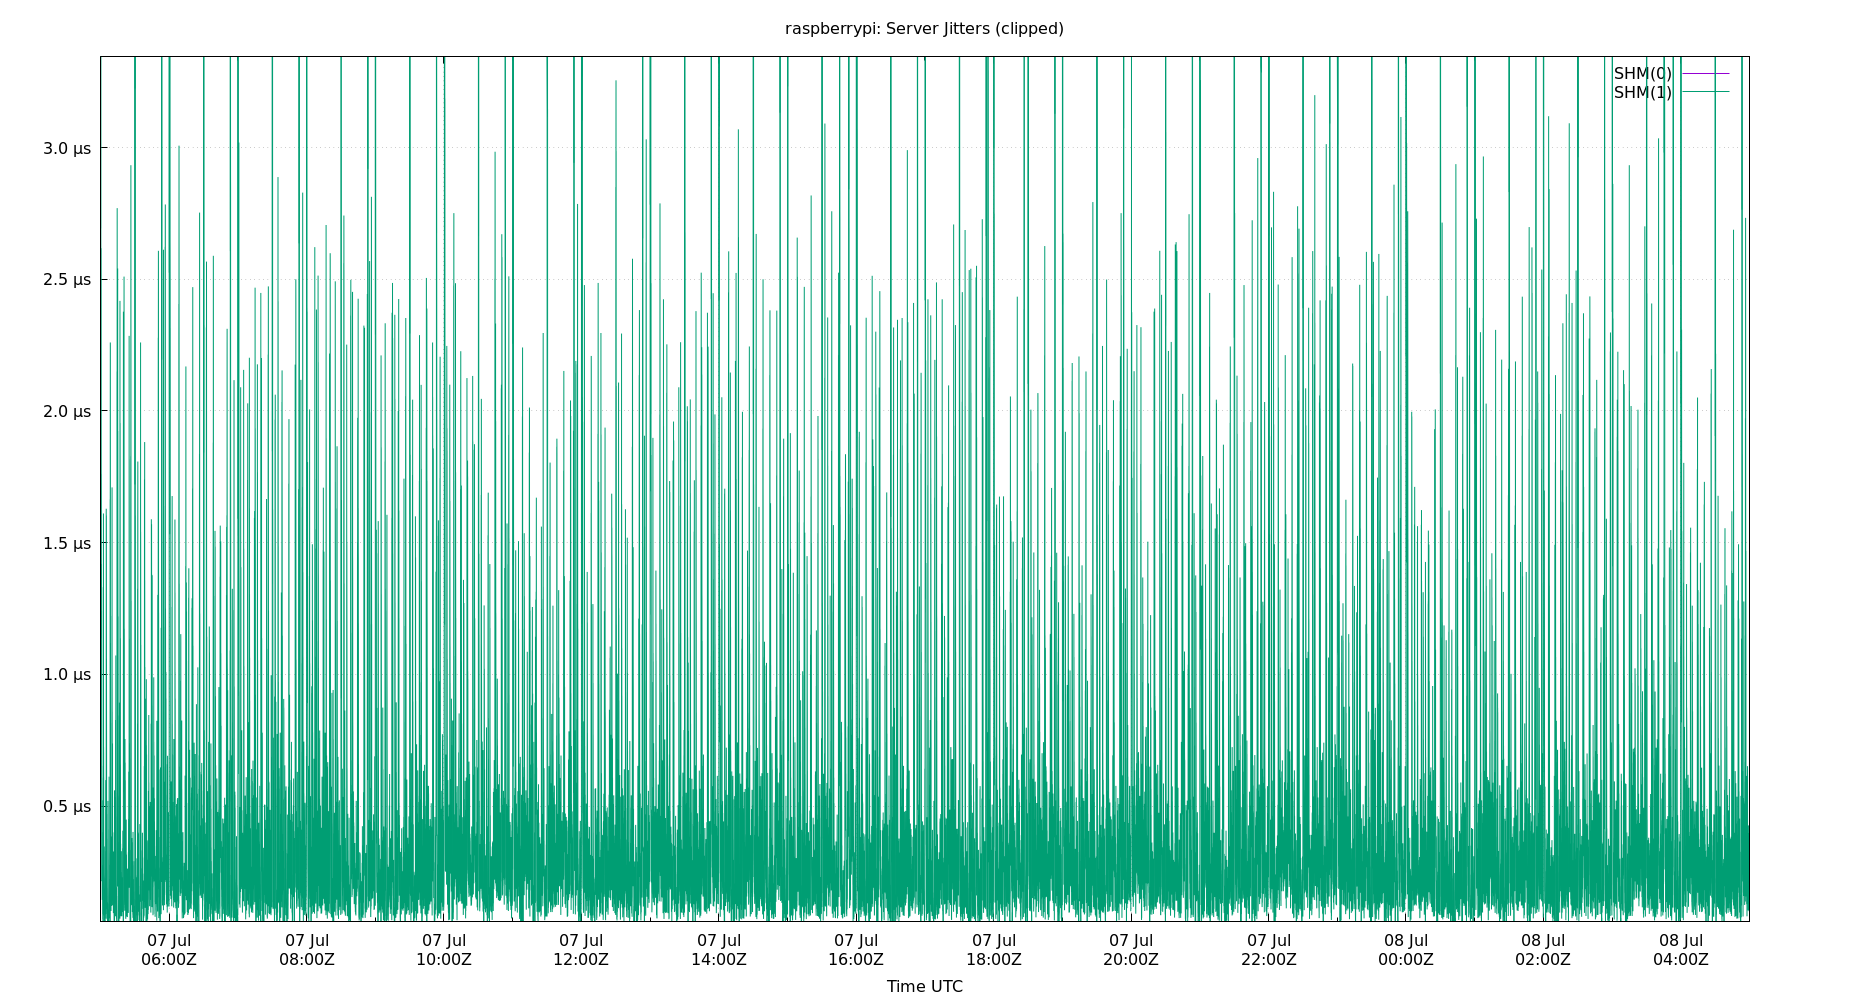 raspberrypi: Server Jitters (clipped)
SHM(0)
SHM(1)
3.0 µs
2.5 µs
2.0 µs
1.5 µs
1.0 µs
0.5 µs
07 Jul 07 Jul 07 Jul 07 Jul 07 Jul 07 Jul 07 Jul 07 Jul 07 Jul 08 Jul 08 Jul 08 Jul
06:00Z 08:00Z 10:00Z 12:00Z 14:00Z 16:00Z 18:00Z 20:00Z 22:00Z 00:00Z 02:00Z 04:00Z
Time UTC